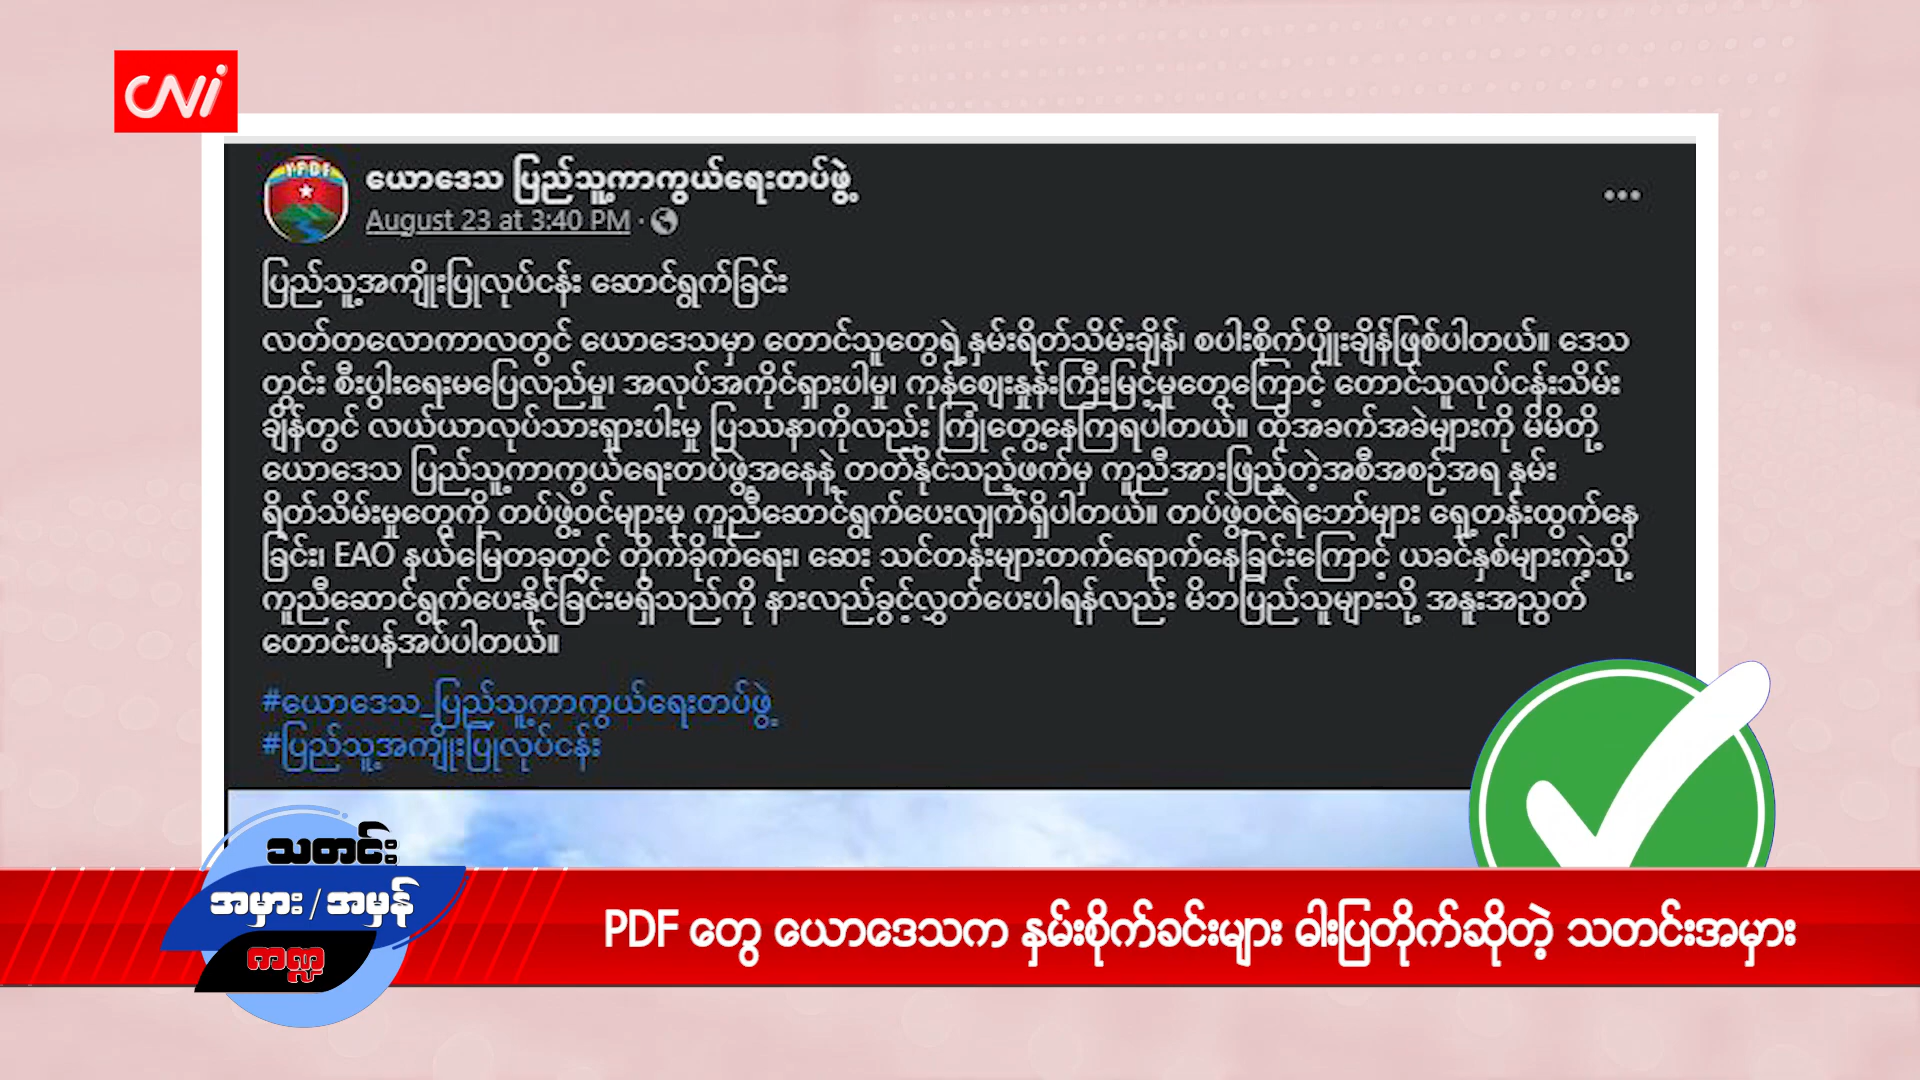 CNi
YPDF
ယောဒေသ ပြည်သူ့ကာကွယ်ရေးတပ်ဖွဲ့
August 23 at 3:40 PM ·
ပြည်သူ့အကျိုးပြုလုပ်ငန်း ဆောင်ရွက်ခြင်း
လတ်တလောကာလတွင် ယောဒေသမှာ တောင်သူတွေရဲ့နှမ်းရိတ်သိမ်းချိန်၊ စပါးစိုက်ပျိုးချိန်ဖြစ်ပါတယ်။ ဒေသ
တွင်း စီးပွါးရေးမပြေလည်မှု၊ အလုပ်အကိုင်ရှားပါမှု၊ ကုန်ဈေးနှုန်းကြီးမြင့်မှုတွေကြောင့် တောင်သူလုပ်ငန်းသိမ်း
ချိန်တွင် လယ်ယာလုပ်သားရှားပါးမှု ပြဿနာကိုလည်း ကြုံတွေ့နေကြရပါတယ်။ ထိုအခက်အခဲများကို မိမိတို့
ယောဒေသ ပြည်သူ့ကာကွယ်ရေးတပ်ဖွဲ့အနေနဲ့ တတ်နိုင်သည့်ဖက်မှ ကူညီအားဖြည့်တဲ့အစီအစဉ်အရ နှမ်း
ရိတ်သိမ်းမှုတွေကို တပ်ဖွဲ့ဝင်များမှ ကူညီဆောင်ရွက်ပေးလျှက်ရှိပါတယ်။ တပ်ဖွဲ့ဝင်ရဲဘော်များ ရှေ့တန်းထွက်နေ
ခြင်း၊ EAO နယ်မြေတခုတွင် တိုက်ခိုက်ရေး၊ ဆေး သင်တန်းများတက်ရောက်နေခြင်းကြောင့် ယခင်နှစ်များကဲ့သို့
ကူညီဆောင်ရွက်ပေးနိုင်ခြင်းမရှိသည်ကို နားလည်ခွင့်လွှတ်ပေးပါရန်လည်း မိဘပြည်သူများသို့ အနူးအညွတ်
တောင်းပန်အပ်ပါတယ်။
#ယောဒေသ_ပြည်သူ့ကာကွယ်ရေးတပ်ဖွဲ့
#ပြည်သူ့အကျိုးပြုလုပ်ငန်း
သတင်း
အမှား / အမှန်
ကဏ္ဍ
PDF တွေ ယောဒေသက နှမ်းစိုက်ခင်းများ ဓါးပြတိုက်ဆိုတဲ့ သတင်းအမှား